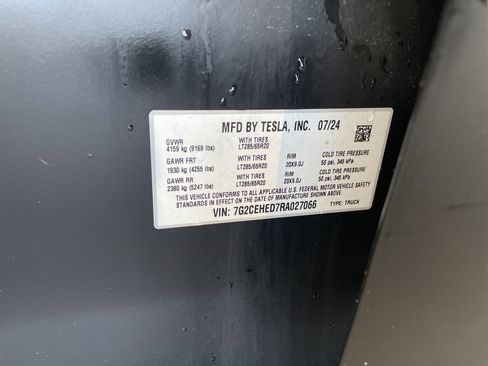 MFD BY TESLA, INC. 07/24
GVWR WITH TIRES
4159 kg (9169 lbs) LT285/65R20
GAWR FRT WITH TIRES RIM COLD TIRE PRESSURE
1930 kg (4255 lbs) LT285/65R20 20X9.0J 50 psi, 345 kPa
GAWR RR WITH TIRES RIM COLD TIRE PRESSURE
2380 kg (5247 lbs) LT285/65R20 20X9.0J 50 psi, 345 kPa
THIS VEHICLE CONFORMS TO ALL APPLICABLE U.S. FEDERAL MOTOR VEHICLE SAFETY
STANDARDS IN EFFECT ON THE DATE OF MANUFACTURE SHOWN ABOVE.
VIN: 7G2CEHED7RA027066 TYPE: TRUCK